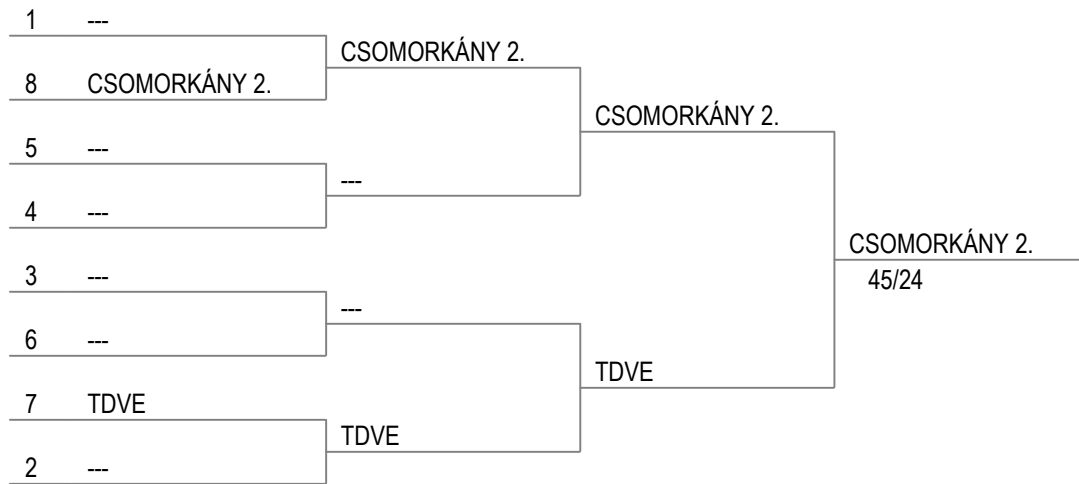 1 ---
CSOMORKÁNY 2.
8 CSOMORKÁNY 2.
CSOMORKÁNY 2.
5 ---
---
4 ---
CSOMORKÁNY 2.
45/24
3 ---
---
6 ---
TDVE
7 TDVE
TDVE
2 ---